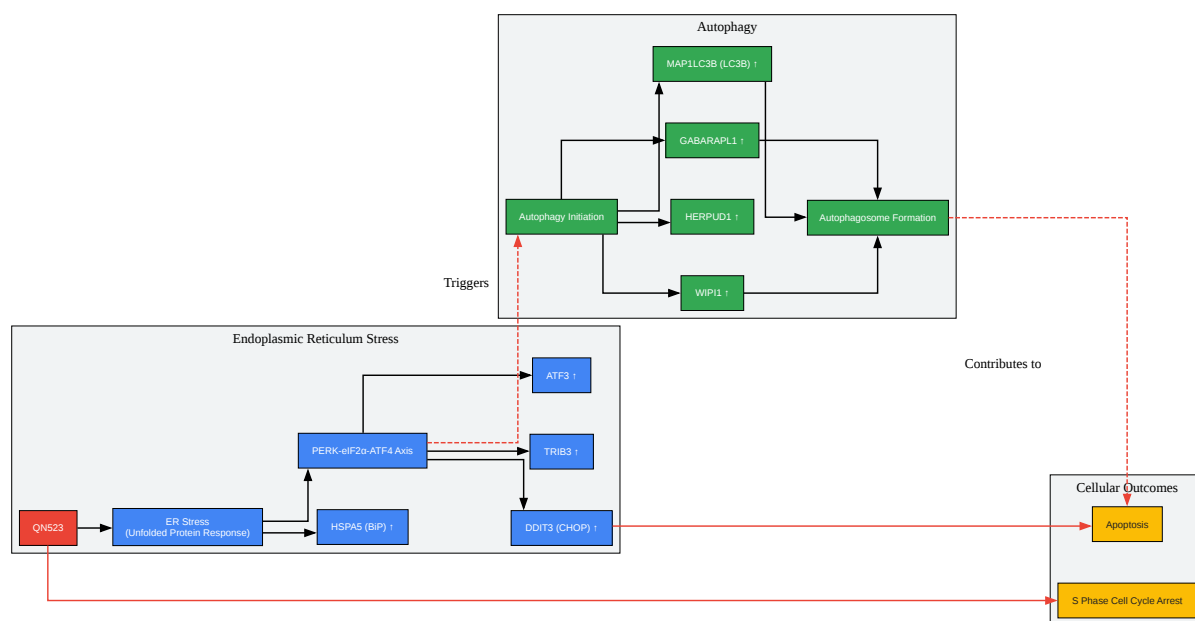 Autophagy
MAP1LC3B (LC3B) ↑
GABARAPL1 ↑
Autophagy Initiation
HERPUD1 ↑
Autophagosome Formation
WIPI1 ↑
Triggers
Endoplasmic Reticulum Stress
ATF3 ↑
PERK-eIF2α-ATF4 Axis
TRIB3 ↑
QN523
ER Stress
(Unfolded Protein Response)
HSPA5 (BiP) ↑
DDIT3 (CHOP) ↑
Contributes to
Cellular Outcomes
Apoptosis
S Phase Cell Cycle Arrest